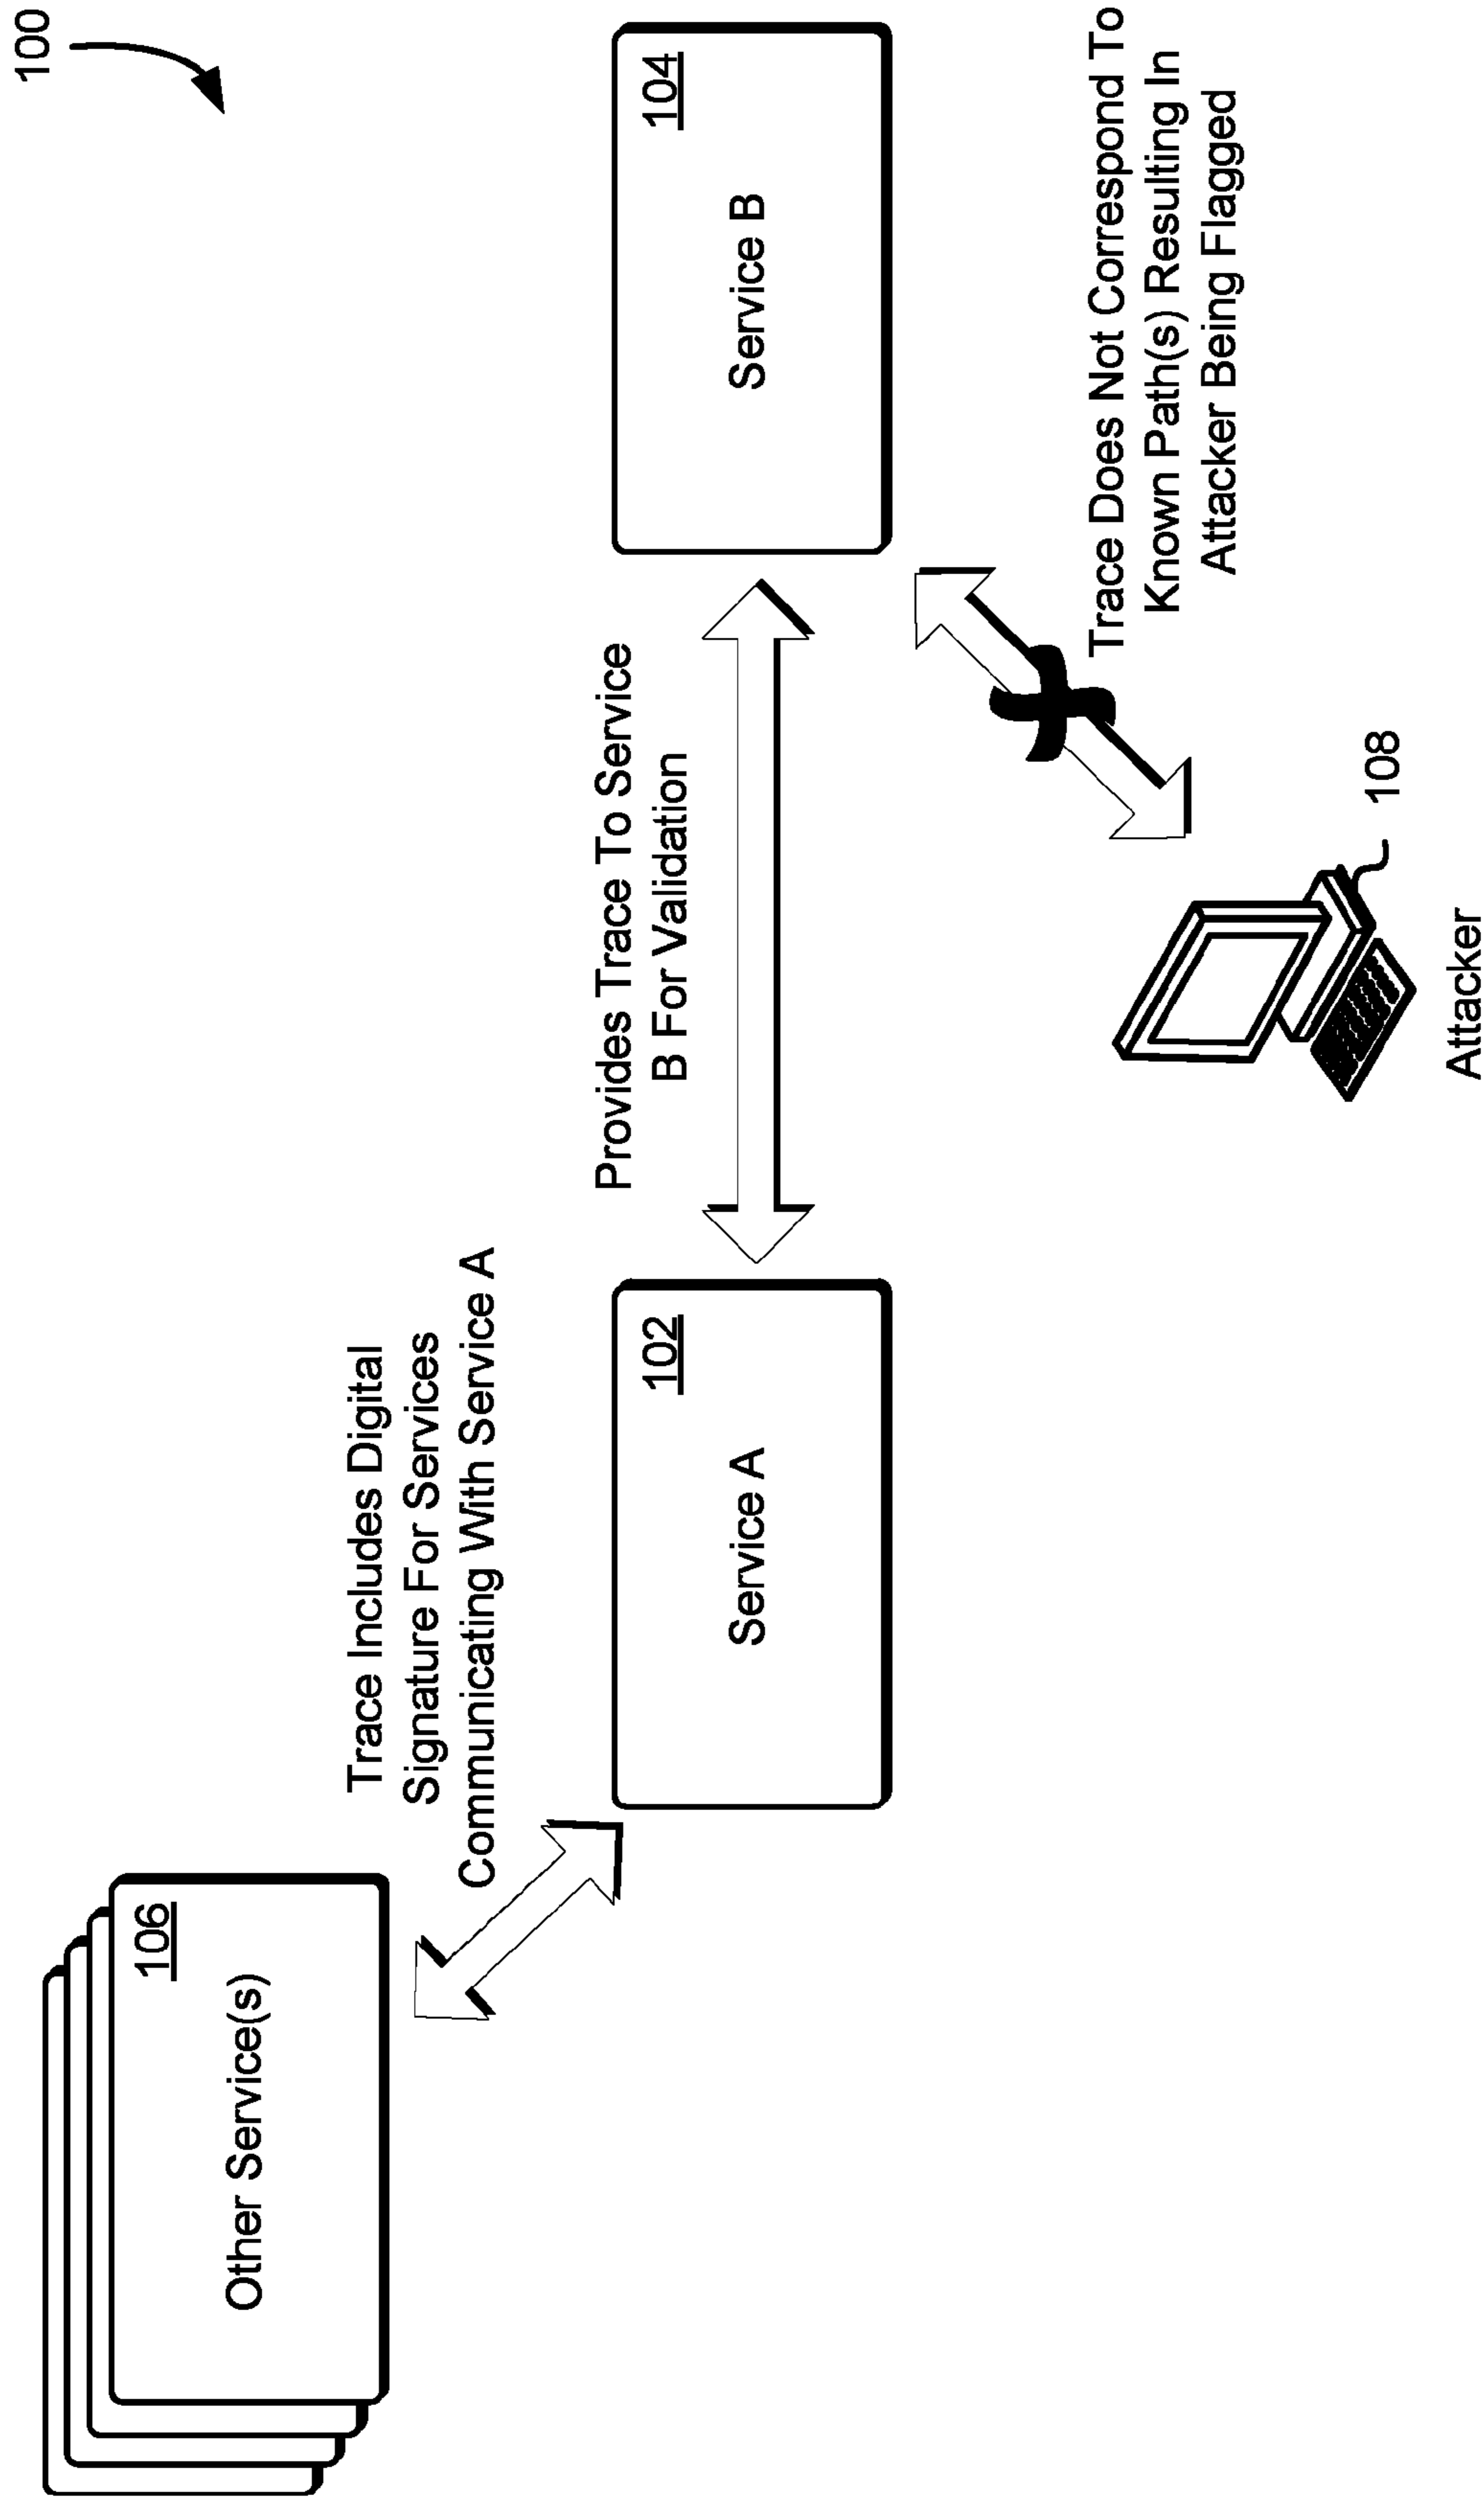 100
106
Other Service(s)
Trace Includes Digital
Signature For Services
Communicating With Service A
102
Service A
Provides Trace To Service
B For Validation
104
Service B
Trace Does Not Correspond To
Known Path(s) Resulting In
Attacker Being Flagged
108
Attacker